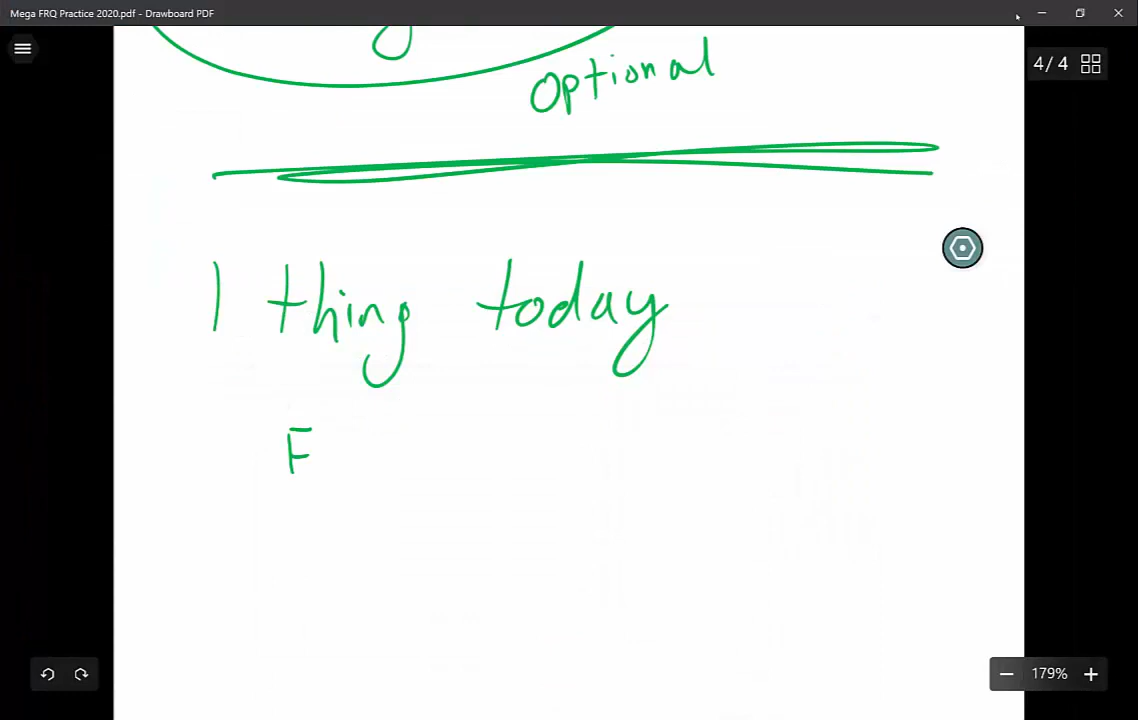 Mega FRQ Practice 2020.pdf - Drawboard PDF
4 / 4
Optional
1 thing today
F
179%